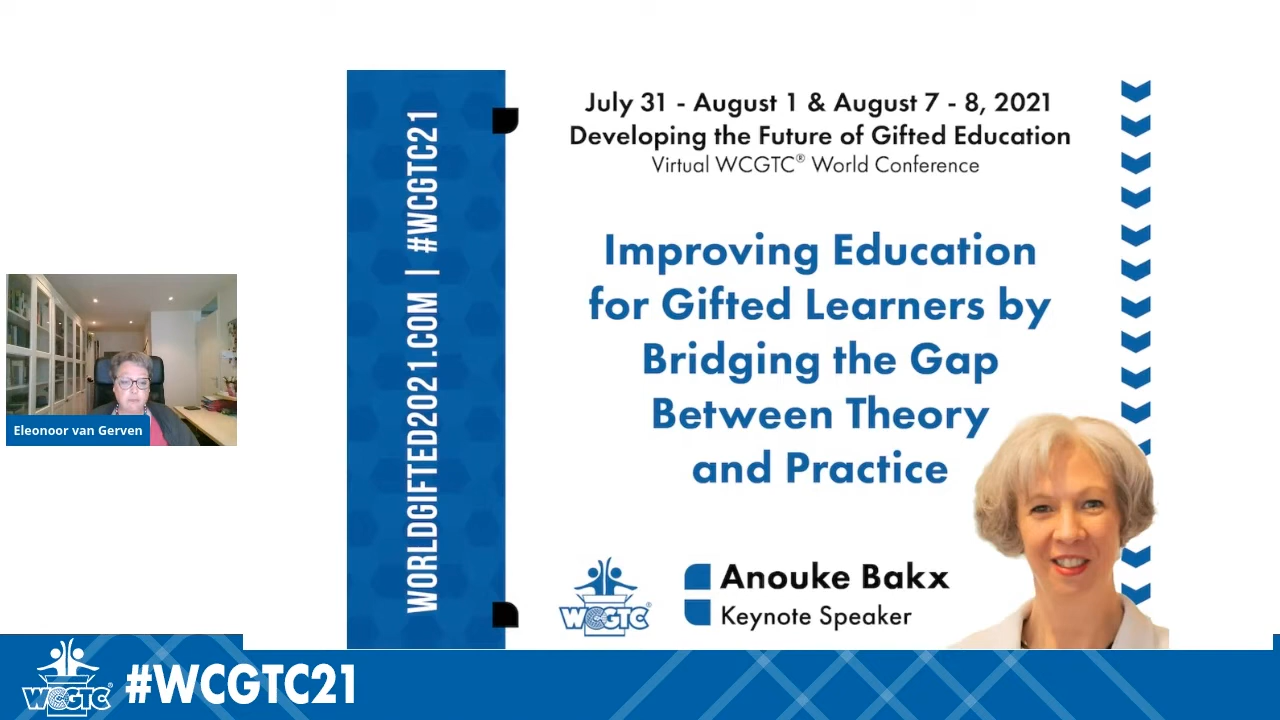 WORLDGIFTED2021.COM | #WCGTC21
July 31 - August 1 & August 7 - 8, 2021
Developing the Future of Gifted Education
Virtual WCGTC® World Conference
Improving Education
for Gifted Learners by
Bridging the Gap
Between Theory
and Practice
Eleonoor van Gerven
WCGTC®
Anouke Bakx
Keynote Speaker
WCGTC®
#WCGTC21